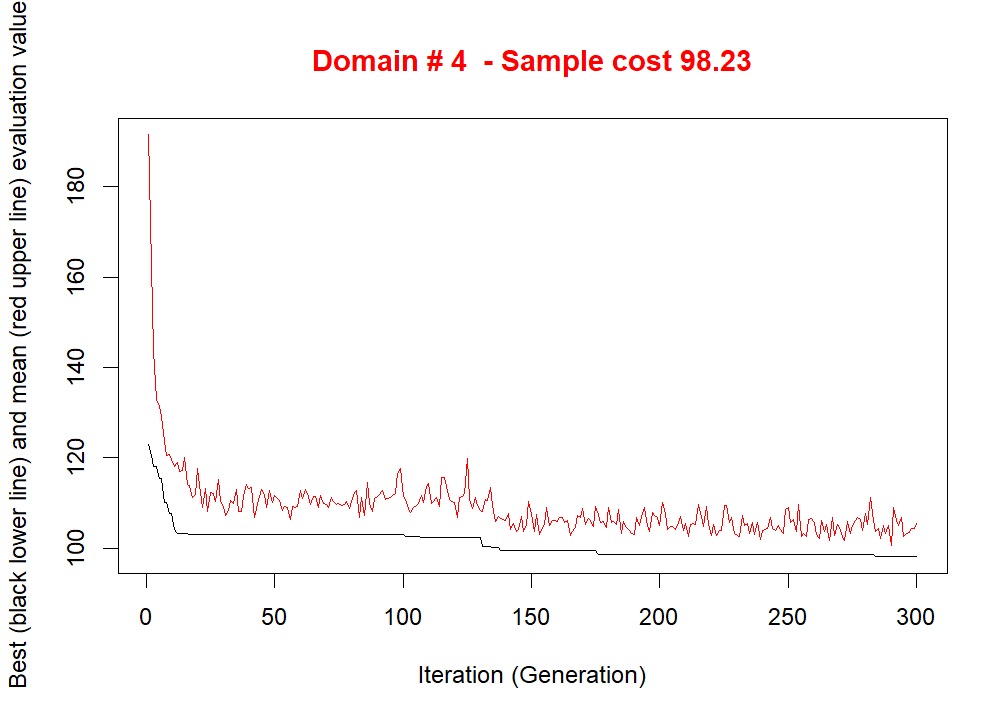 Domain # 4  - Sample cost 98.23
Best (black lower line) and mean (red upper line) evaluation value
180
160
140
120
100
0 50 100 150 200 250 300
Iteration (Generation)